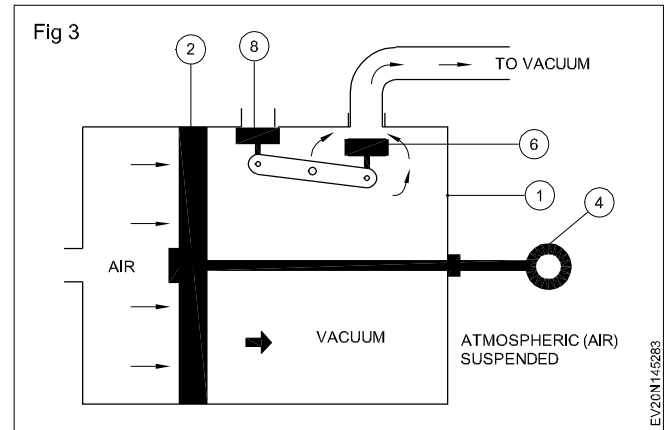 Fig 3
2
8
TO VACUUM
6
1
4
AIR
VACUUM
ATMOSPHERIC (AIR)
SUSPENDED
EV20N145283